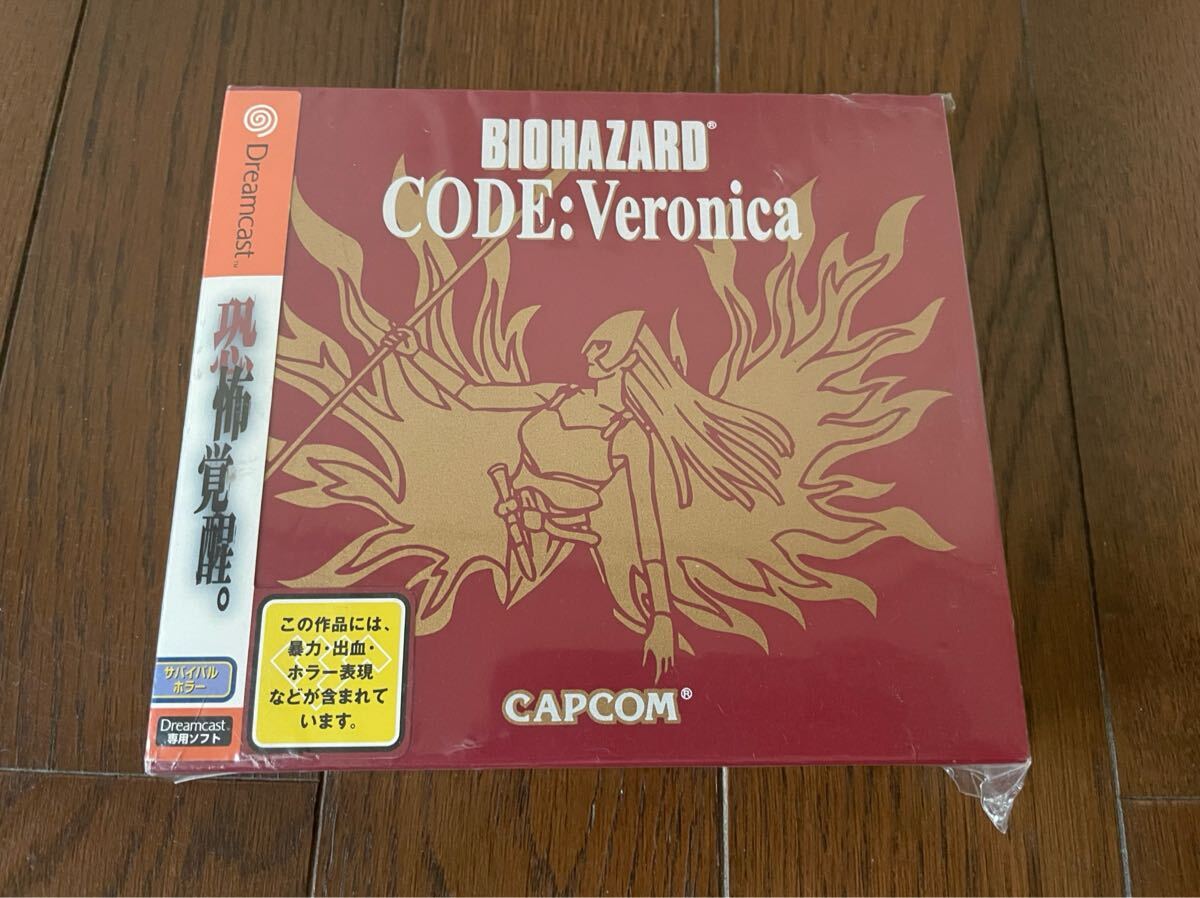 Dreamcast™
恐怖覚醒。
サバイバル
ホラー
Dreamcast™
専用ソフト
BIOHAZARD®
CODE:Veronica
この作品には、
暴力・出血・
ホラー表現
などが含まれて
います。
CAPCOM®